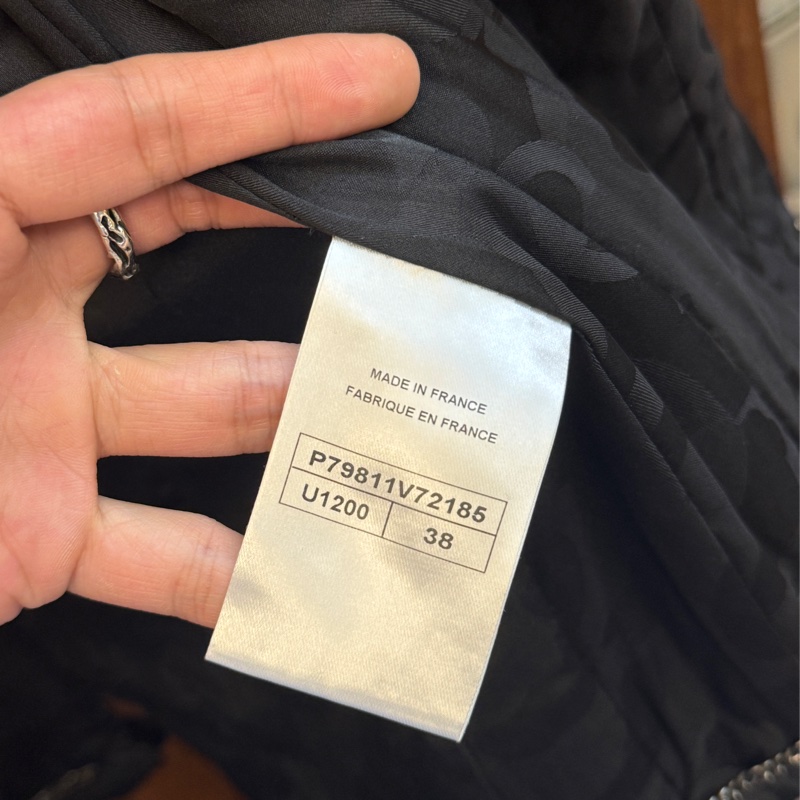 MADE IN FRANCE
FABRIQUE EN FRANCE
P79811V72185
U1200 38